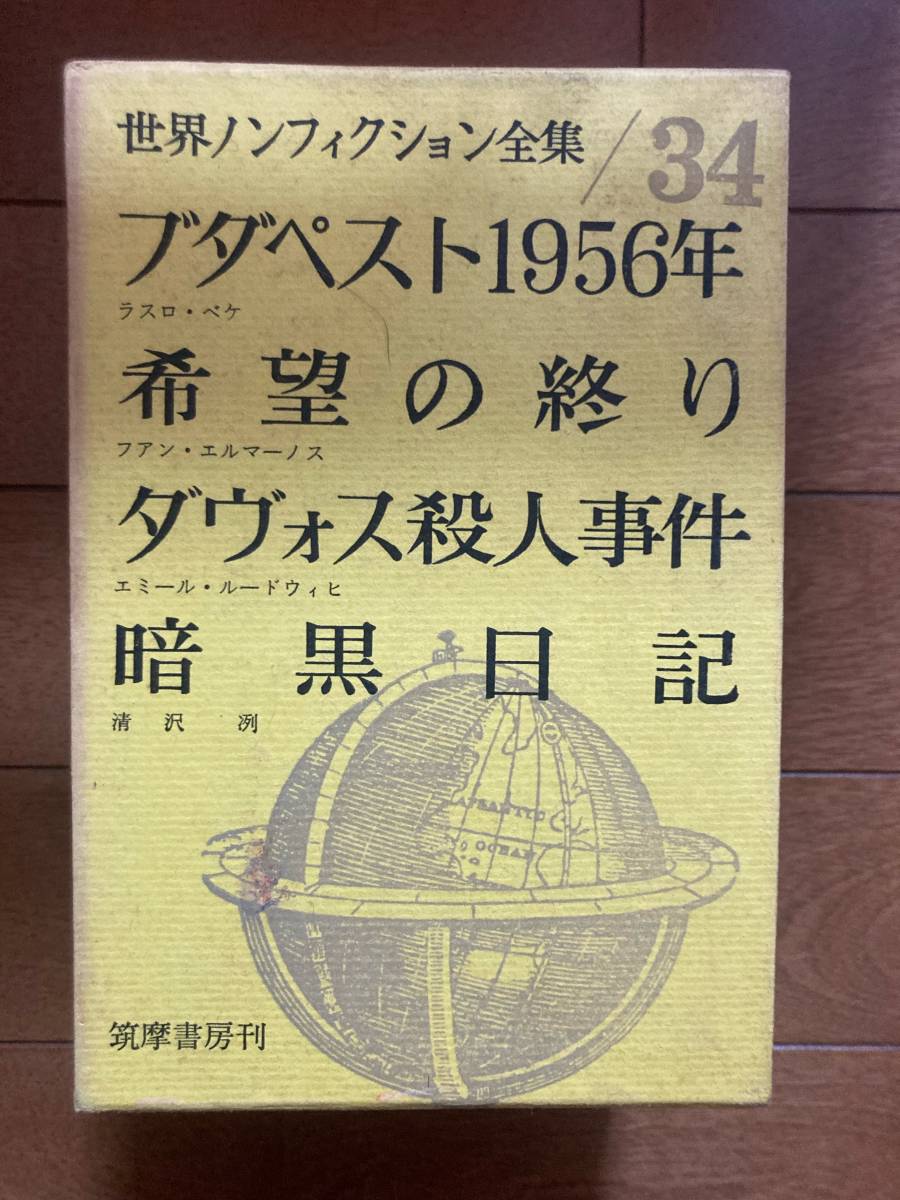 世界ノンフィクション全集/34
ブダペスト1956年
ラスロ・ベケ
希望の終り
フアン・エルマーノス
ダヴォス殺人事件
エミール・ルードウィヒ
暗黒日記
清沢 冽
ATLANTIC
OCEAN
筑摩書房刊